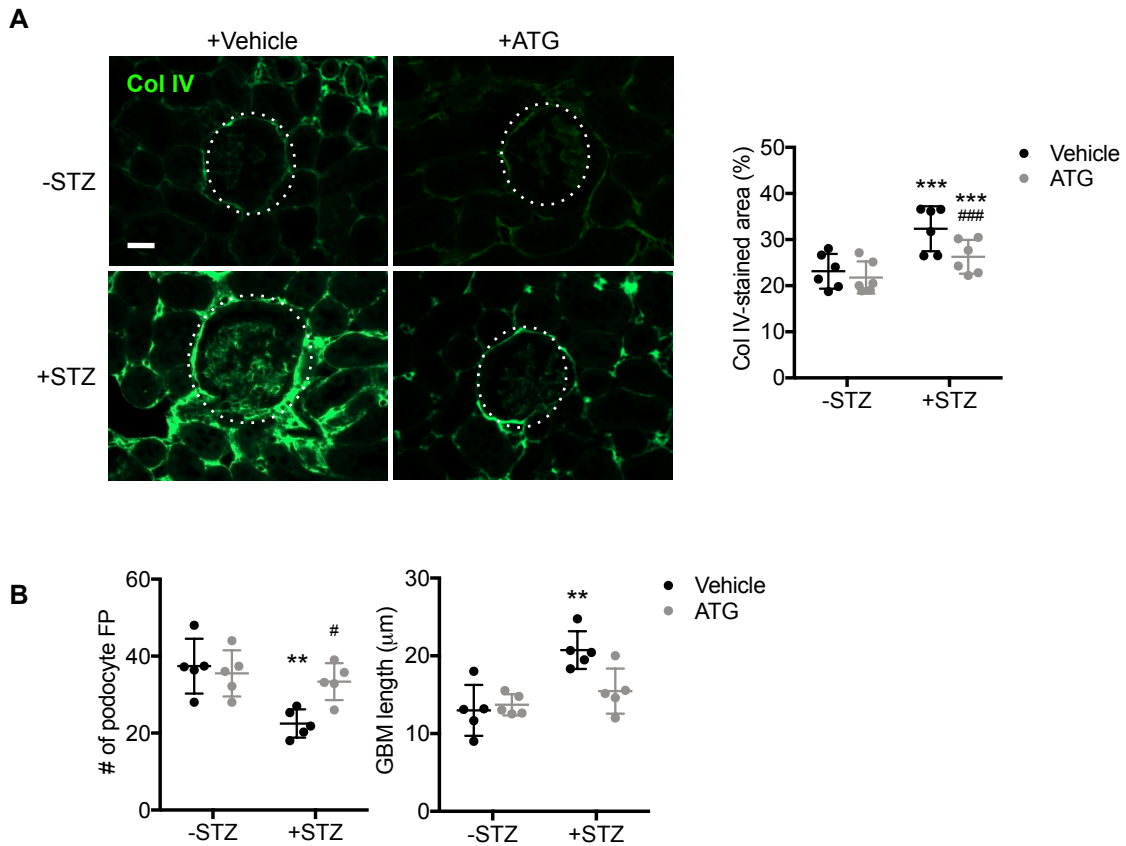 A
+Vehicle
+ATG
Col IV
-STZ
+STZ
Col IV-stained area (%)
50
40
30
20
10
0
***
***
###
-STZ
+STZ
Vehicle
ATG
B
# of podocyte FP
60
40
20
0
**
#
-STZ
+STZ
GBM length (μm)
30
20
10
0
**
-STZ
+STZ
Vehicle
ATG